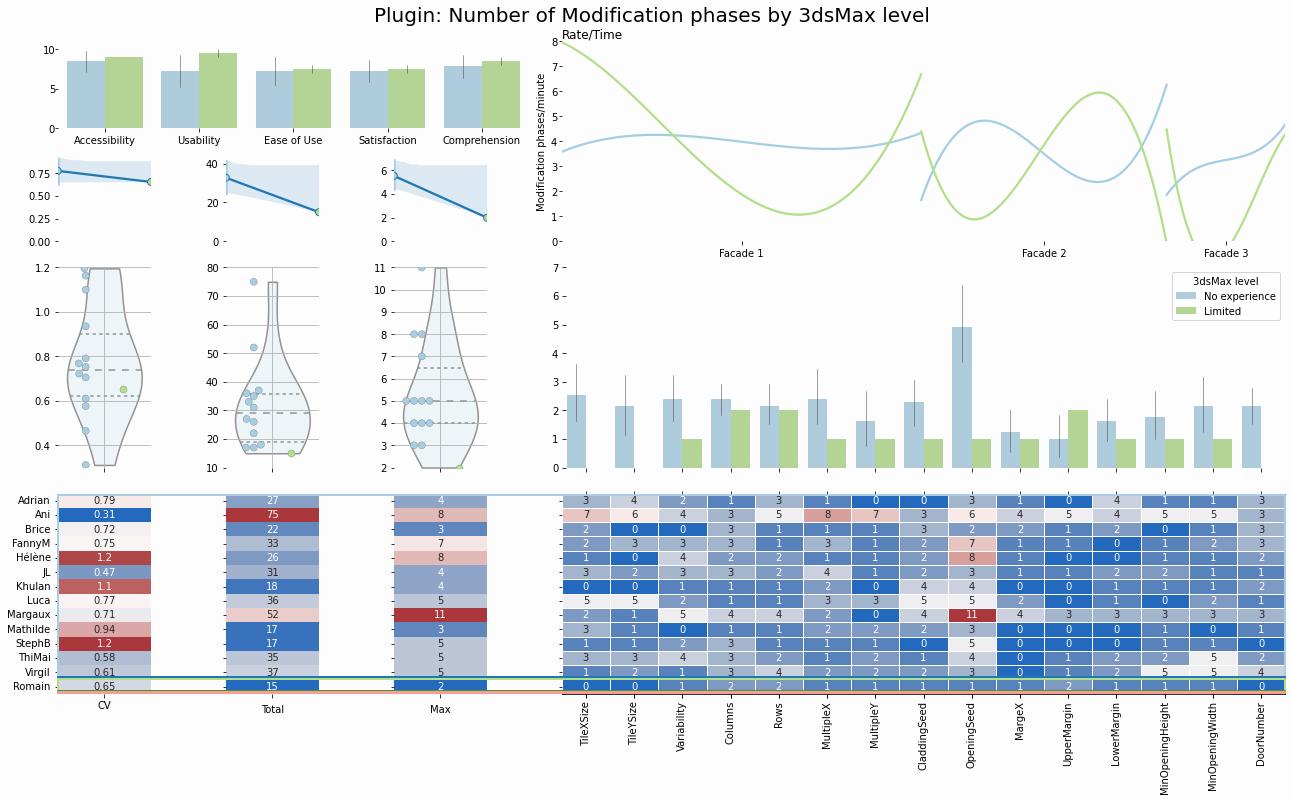 Plugin: Number of Modification phases by 3dsMax level
10
5
0
Accessibility Usability Ease of Use Satisfaction Comprehension
Rate/Time
Modification phases/minute
8
7
6
5
4
3
2
1
0
Facade 1 Facade 2 Facade 3
0.75
0.50
0.25
0.00
40
20
0
6
4
2
0
1.2
1.0
0.8
0.6
0.4
80
70
60
50
40
30
20
10
11
10
9
8
7
6
5
4
3
2
7
6
5
4
3
2
1
0
3dsMax level
No experience
Limited
Adrian 0.79 27 4 3 4 2 1 3 1 0 0 3 1 0 4 1 1 3
Ani 0.31 75 8 7 6 4 3 5 8 7 3 6 4 5 4 5 5 3
Brice 0.72 22 3 2 0 0 3 1 1 1 3 2 2 1 2 0 1 3
FannyM 0.75 33 7 2 3 3 3 1 3 1 2 7 1 1 0 1 2 3
Hélène 1.2 26 8 1 0 4 2 2 1 1 2 8 1 0 1 1 1 2
JL 0.47 31 4 3 2 3 3 2 4 1 2 3 1 1 2 2 1 1
Khulan 1.1 18 4 0 0 1 1 1 2 0 4 4 0 0 1 1 1 2
Luca 0.77 36 5 5 5 2 1 1 3 3 5 5 2 0 1 0 2 1
Margaux 0.71 52 11 2 1 5 4 4 2 0 4 11 3 3 3 3 3 3
Mathilde 0.94 17 3 3 1 0 1 1 2 2 2 3 0 0 0 1 0 1
StephB 1.2 17 5 1 1 2 3 1 1 1 0 5 0 0 0 1 1 0
ThiMai 0.58 35 5 3 3 4 3 2 1 2 1 4 0 1 2 2 5 2
Virgil 0.61 37 5 1 2 1 3 4 2 2 2 3 0 1 2 5 5 4
Romain 0.65 15 2 0 0 1 2 2 1 1 1 1 1 2 1 1 1 0
CV Total Max TileXSize TileYSize Variability Columns Rows MultipleX MultipleY CladdingSeed OpeningSeed MargeX UpperMargin LowerMargin MinOpeningHeight MinOpeningWidth DoorNumber